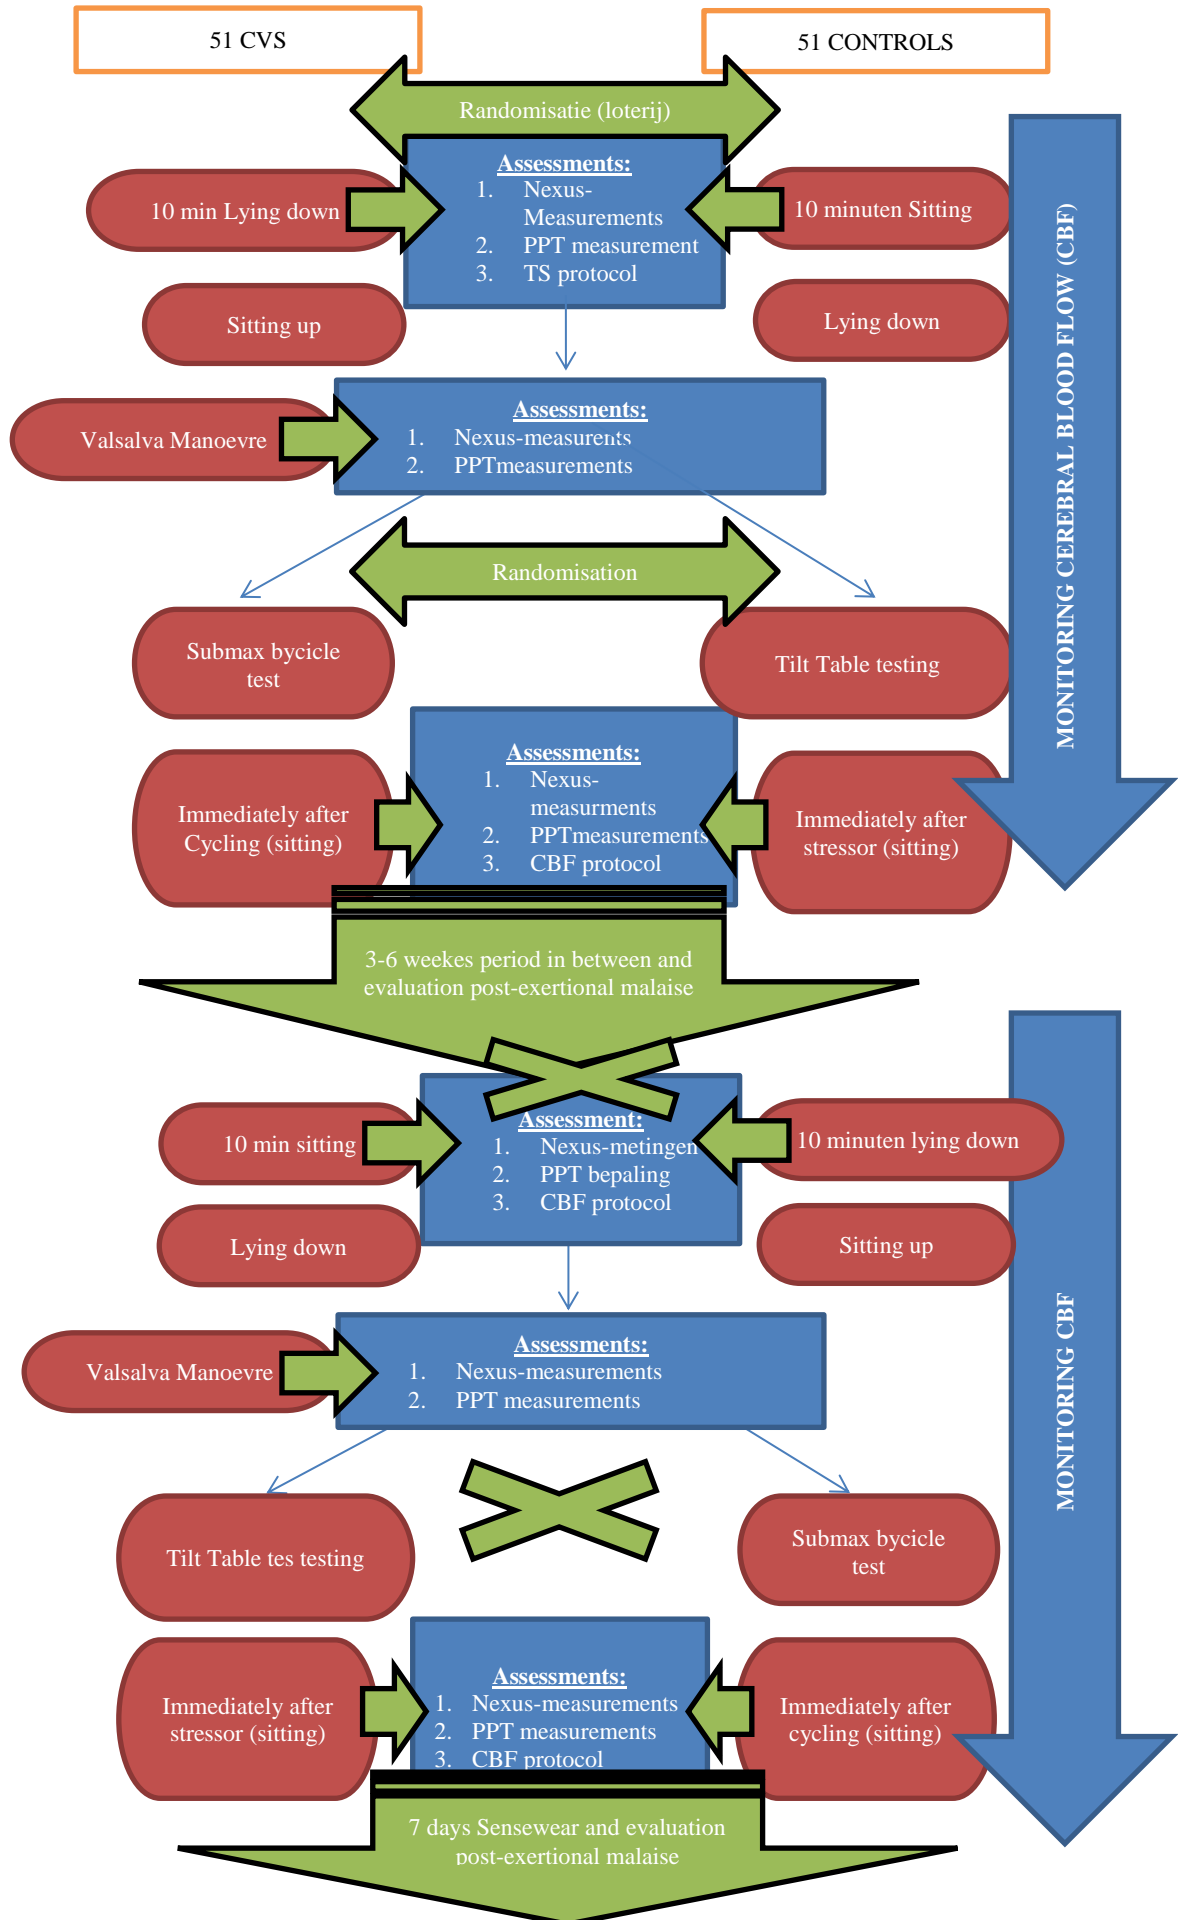 51 CVS
51 CONTROLS
Randomisatie (loterij)
Assessments:
1. Nexus-
Measurements
2. PPT measurement
3. TS protocol
10 min Lying down
10 minuten Sitting
Sitting up
Lying down
MONITORING CEREBRAL BLOOD FLOW (CBF)
Assessments:
1. Nexus-measurents
2. PPTmeasurements
Valsalva Manoevre
Randomisation
Submax bycicle
test
Tilt Table testing
Assessments:
1. Nexus-
measurments
2. PPTmeasurements
3. CBF protocol
Immediately after
Cycling (sitting)
Immediately after
stressor (sitting)
3-6 weekes period in between and
evaluation post-exertional malaise
Assessment:
1. Nexus-metingen
2. PPT bepaling
3. CBF protocol
10 min sitting
10 minuten lying down
Lying down
Sitting up
MONITORING CBF
Assessments:
1. Nexus-measurements
2. PPT measurements
Valsalva Manoevre
Tilt Table tes testing
Submax bycicle
test
Assessments:
1. Nexus-measurements
2. PPT measurements
3. CBF protocol
Immediately after
stressor (sitting)
Immediately after
cycling (sitting)
7 days Sensewear and evaluation
post-exertional malaise